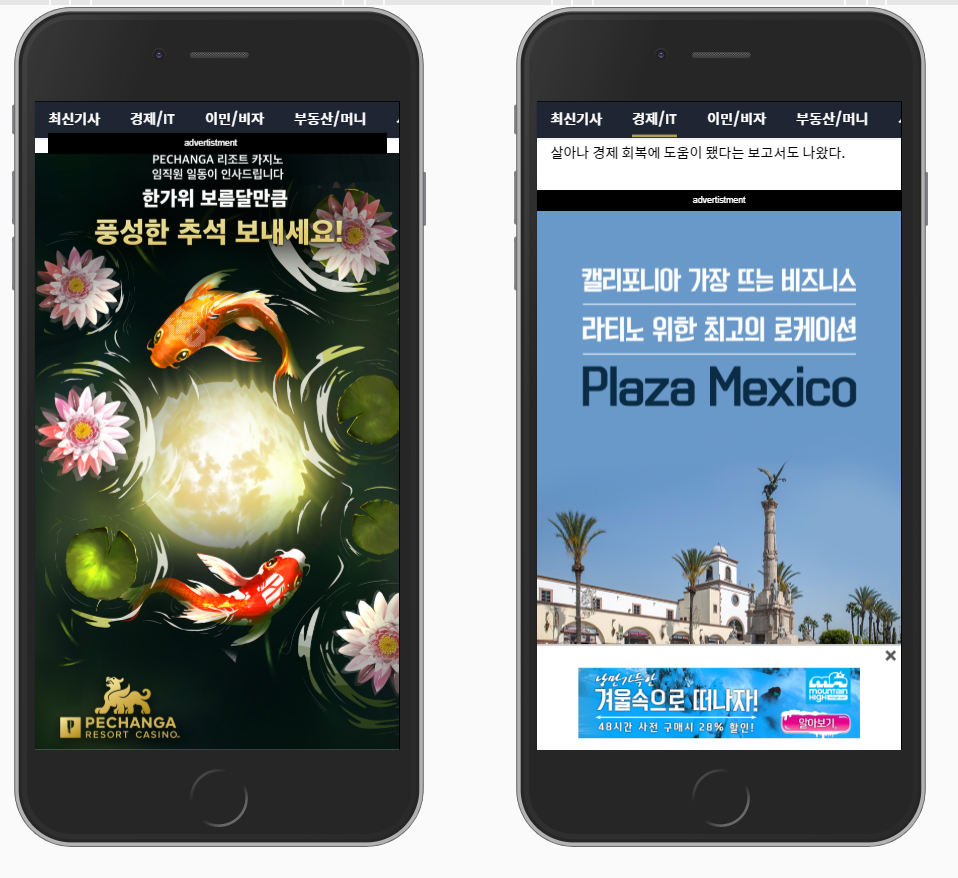 최신기사 경제/IT 이민/비자 부동산/머니
advertistment
PECHANGA 리조트 카지노
임직원 일동이 인사드립니다
한가위 보름달만큼
풍성한 추석 보내세요!
P PECHANGA
RESORT CASINO
최신기사 경제/IT 이민/비자 부동산/머니
살아나 경제 회복에 도움이 됐다는 보고서도 나왔다.
advertistment
캘리포니아 가장 뜨는 비즈니스
라티노 위한 최고의 로케이션
Plaza Mexico
낭만가득한
겨울속으로 떠나자!
48시간 사전 구매시 28% 할인!
mountain
HIGH
알아보기